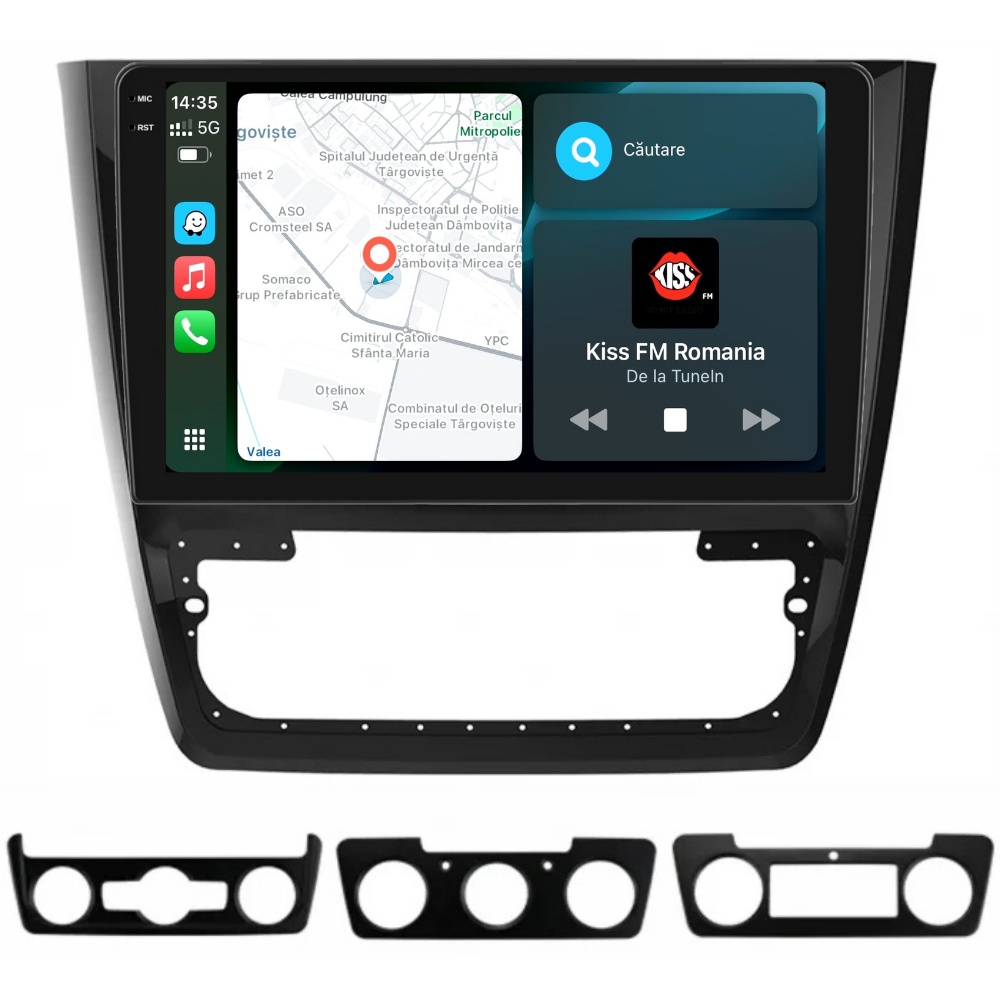 MIC
RST
14:35
5G
Calea Câmpulung
goviște
Parcul
Mitropoliei
Spitalul Județean de Urgență
Târgoviște
imet 2
ASO
Cromsteel SA
Inspectoratul de Poliție
Județean Dâmbovița
ectoratul de Jandarm
Dâmbovița Mircea ce
Somaco
Grup Prefabricate
Cimitirul Catolic
Sfânta Maria
YPC
Oțelinox
SA
Combinatul de Oțeluri
Speciale Târgoviște
Valea
Căutare
KISS
FM
Kiss FM Romania
De la TuneIn